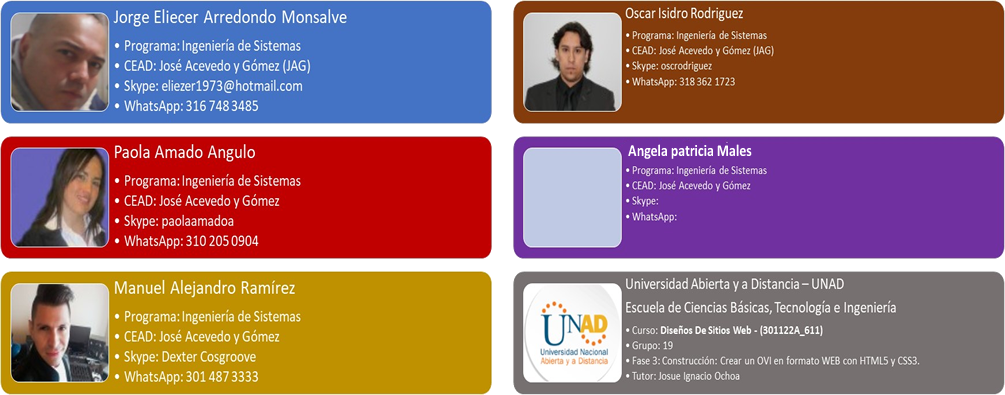 Jorge Eliecer Arredondo Monsalve
• Programa: Ingeniería de Sistemas
• CEAD: José Acevedo y Gómez (JAG)
• Skype: eliezer1973@hotmail.com
• WhatsApp: 316 748 3485
Oscar Isidro Rodriguez
• Programa: Ingeniería de Sistemas
• CEAD: José Acevedo y Gómez (JAG)
• Skype: oscrodriguez
• WhatsApp: 318 362 1723
Paola Amado Angulo
• Programa: Ingeniería de Sistemas
• CEAD: José Acevedo y Gómez
• Skype: paolaamadoa
• WhatsApp: 310 205 0904
Angela patricia Males
• Programa: Ingeniería de Sistemas
• CEAD: José Acevedo y Gómez
• Skype:
• WhatsApp:
Manuel Alejandro Ramírez
• Programa: Ingeniería de Sistemas
• CEAD: José Acevedo y Gómez
• Skype: Dexter Cosgroove
• WhatsApp: 301 487 3333
UNAD
Universidad Nacional
Abierta y a Distancia
Universidad Abierta y a Distancia – UNAD
Escuela de Ciencias Básicas, Tecnología e Ingeniería
• Curso: Diseños De Sitios Web - (301122A_611)
• Grupo: 19
• Fase 3: Construcción: Crear un OVI en formato WEB con HTML5 y CSS3.
• Tutor: Josue Ignacio Ochoa